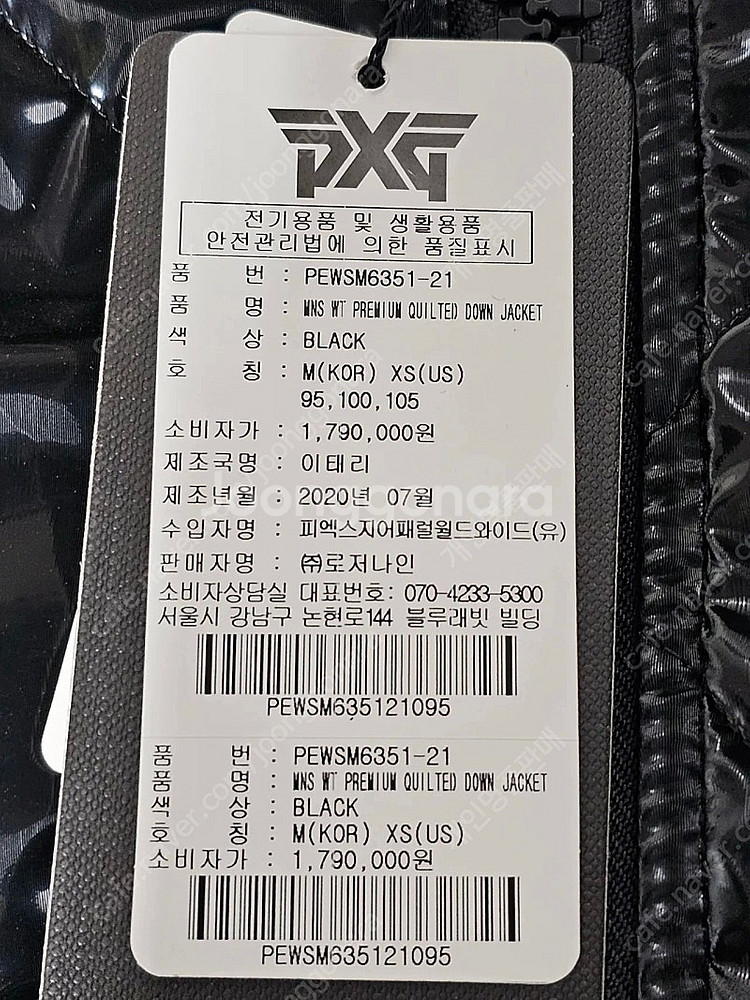 PXG
전기용품 및 생활용품
안전관리법에 의한 품질표시
품 번 : PEWSM6351-21
품 명 : MNS WT PREMIUM QUILTED DOWN JACKET
색 상 : BLACK
호 칭 : M(KOR) XS(US)
95,100,105
소비자가 : 1,790,000원
제조국명 : 이태리
제조년월 : 2020년 07월
수입자명 : 피엑스지어패럴월드와이드(유)
판매자명 : ㈜로저나인
소비자상담실 대표번호: 070-4233-5300
서울시 강남구 논현로144 블루래빗 빌딩
PEWSM635121095
품 번 : PEWSM6351-21
품 명 : MNS WT PREMIUM QUILTED DOWN JACKET
색 상 : BLACK
호 칭 : M(KOR) XS(US)
소비자가 : 1,790,000원
PEWSM635121095
Joonggonara